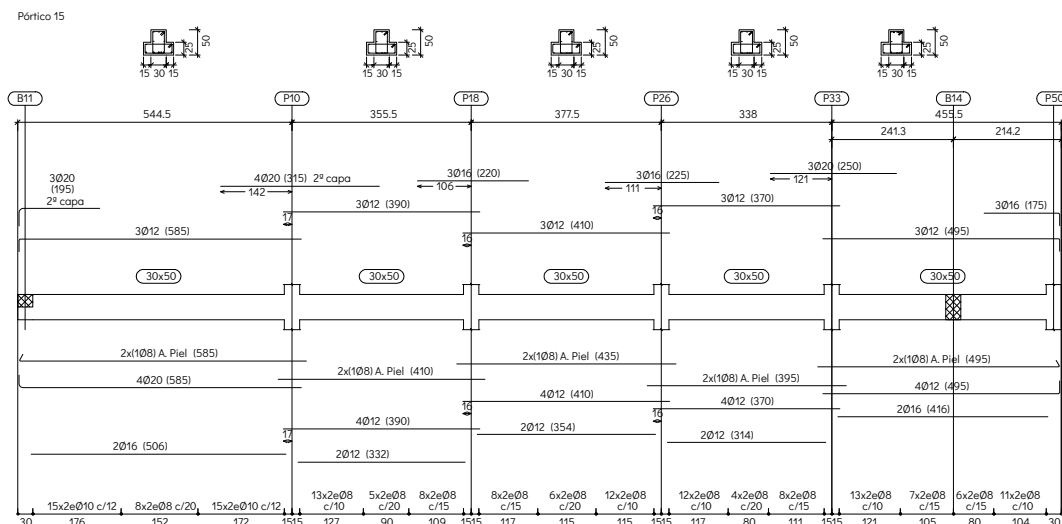 Pórtico 15
25 50
25 50
25 50
25 50
25 50
15 30 15
15 30 15
15 30 15
15 30 15
15 30 15
B11 P10 P18 P26 P33 B14 P50
544.5 355.5 377.5 338 455.5
241.3 214.2
3Ø20
(195)
2ª capa
4Ø20 (315) 2ª capa
142
3Ø16 (220)
106
3Ø16 (225)
111
3Ø20 (250)
121
3Ø12 (390)
17
3Ø12 (370)
16
3Ø16 (175)
3Ø12 (585)
3Ø12 (410)
16
3Ø12 (495)
30x50 30x50 30x50 30x50 30x50
2x(1Ø8) A. Piel (585)
2x(1Ø8) A. Piel (435)
2x(1Ø8) A. Piel (495)
2x(1Ø8) A. Piel (410)
2x(1Ø8) A. Piel (395)
4Ø20 (585)
4Ø12 (495)
4Ø12 (410)
16
4Ø12 (370)
16
2Ø16 (416)
4Ø12 (390)
17
2Ø12 (354)
2Ø12 (314)
2Ø16 (506)
2Ø12 (332)
15x2eØ10 c/12 8x2eØ8 c/20 15x2eØ10 c/12
13x2eØ8 5x2eØ8 8x2eØ8 8x2eØ8 6x2eØ8 12x2eØ8 12x2eØ8 4x2eØ8 8x2eØ8 13x2eØ8 7x2eØ8 6x2eØ8 11x2eØ8
c/10 c/20 c/15 c/15 c/20 c/10 c/10 c/20 c/15 c/10 c/15 c/15 c/10
30 176 152 172 15 15 127 90 109 15 15 117 115 115 15 15 117 80 111 15 15 121 105 80 104 30